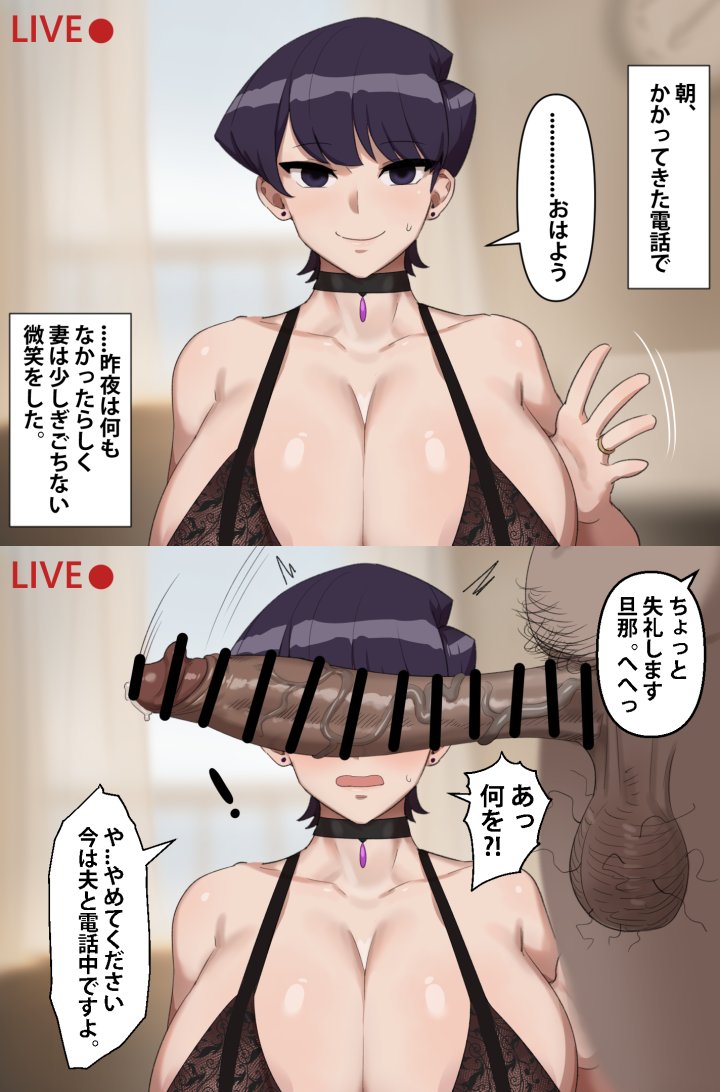 LIVE
朝、
かかってきた電話で
………………おはよう
……昨夜は何も
なかったらしく
妻は少しぎごちない
微笑をした。
LIVE
ちょっと
失礼します
旦那。へへっ
あっ
何を?!
や…やめてください
今は夫と電話中ですよ。